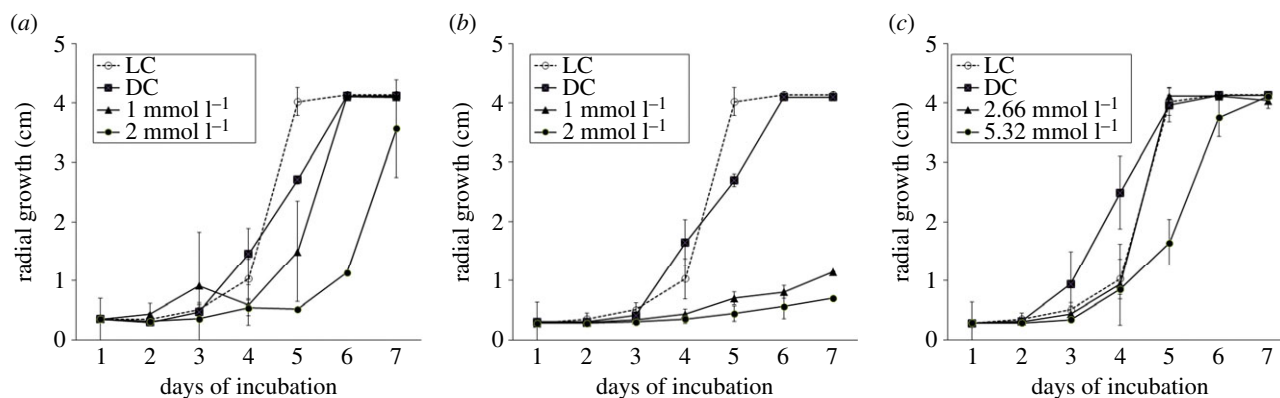 (a)
5
4
3
2
1
0
radial growth (cm)
LC
DC
1 mmol l⁻¹
2 mmol l⁻¹
1 2 3 4 5 6 7
days of incubation
(b)
5
4
3
2
1
0
radial growth (cm)
LC
DC
1 mmol l⁻¹
2 mmol l⁻¹
1 2 3 4 5 6 7
days of incubation
(c)
5
4
3
2
1
0
radial growth (cm)
LC
DC
2.66 mmol l⁻¹
5.32 mmol l⁻¹
1 2 3 4 5 6 7
days of incubation